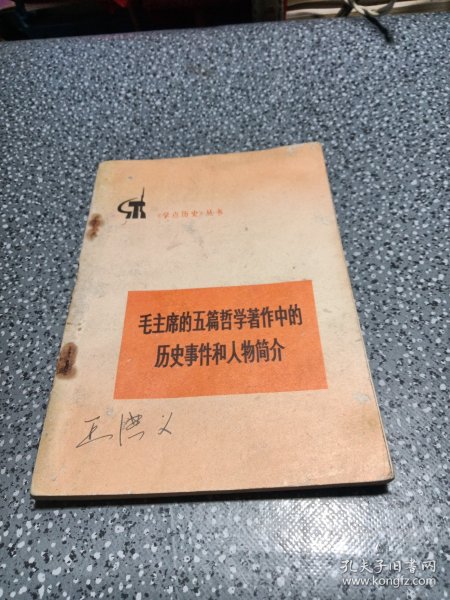 《学点历史》丛书
毛主席的五篇哲学著作中的
历史事件和人物简介
孔夫子旧书网
www.kongfz.com